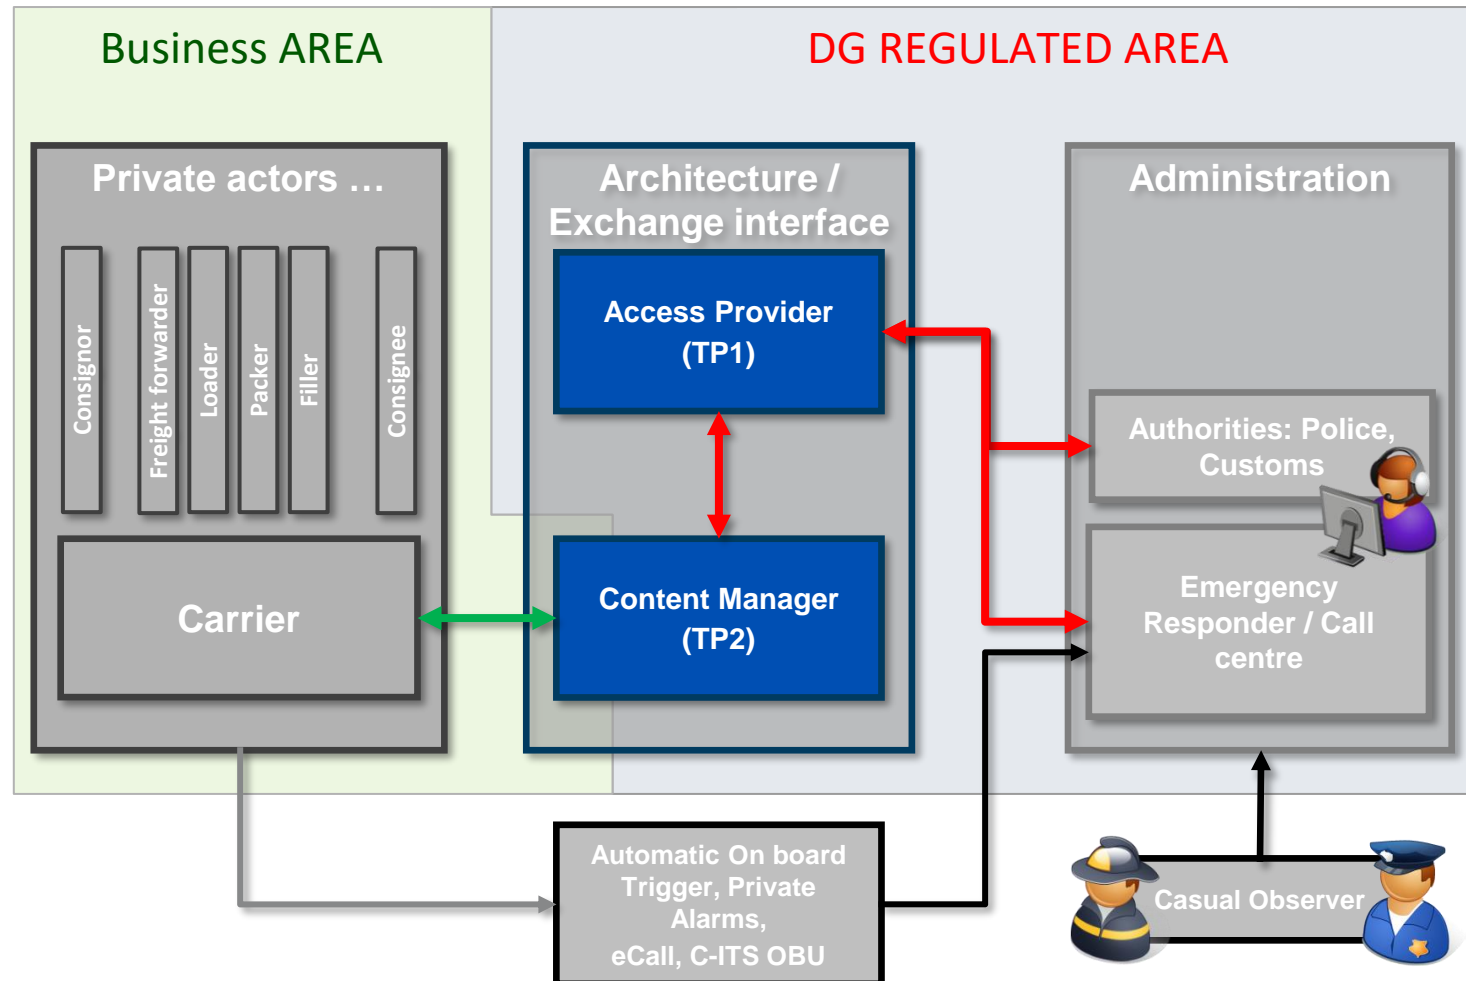 Business AREA
DG REGULATED AREA
Private actors …
Consignor
Freight forwarder
Loader
Packer
Filler
Consignee
Carrier
Architecture /
Exchange interface
Access Provider
(TP1)
Content Manager
(TP2)
Administration
Authorities: Police,
Customs
Emergency
Responder / Call
centre
Automatic On board
Trigger, Private
Alarms,
eCall, C-ITS OBU
Casual Observer